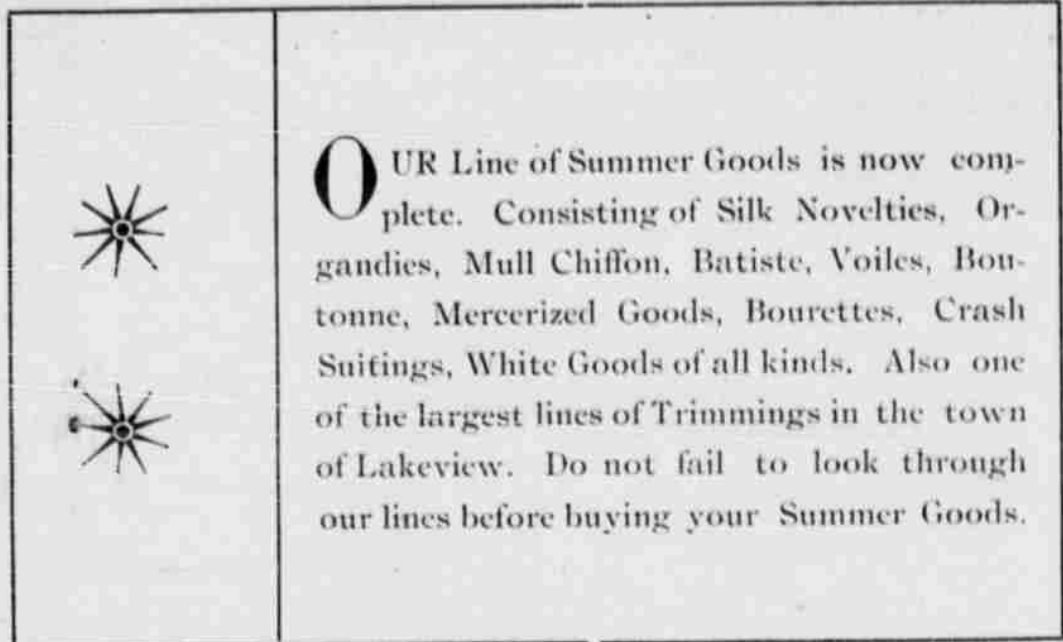 OUR Line of Summer Goods is now com-
plete. Consisting of Silk Novelties, Or-
gandies, Mull Chiffon, Batiste, Voiles, Bou-
tonne, Mercerized Goods, Bourettes, Crash
Suitings, White Goods of all kinds. Also one
of the largest lines of Trimmings in the town
of Lakeview. Do not fail to look through
our lines before buying your Summer Goods.